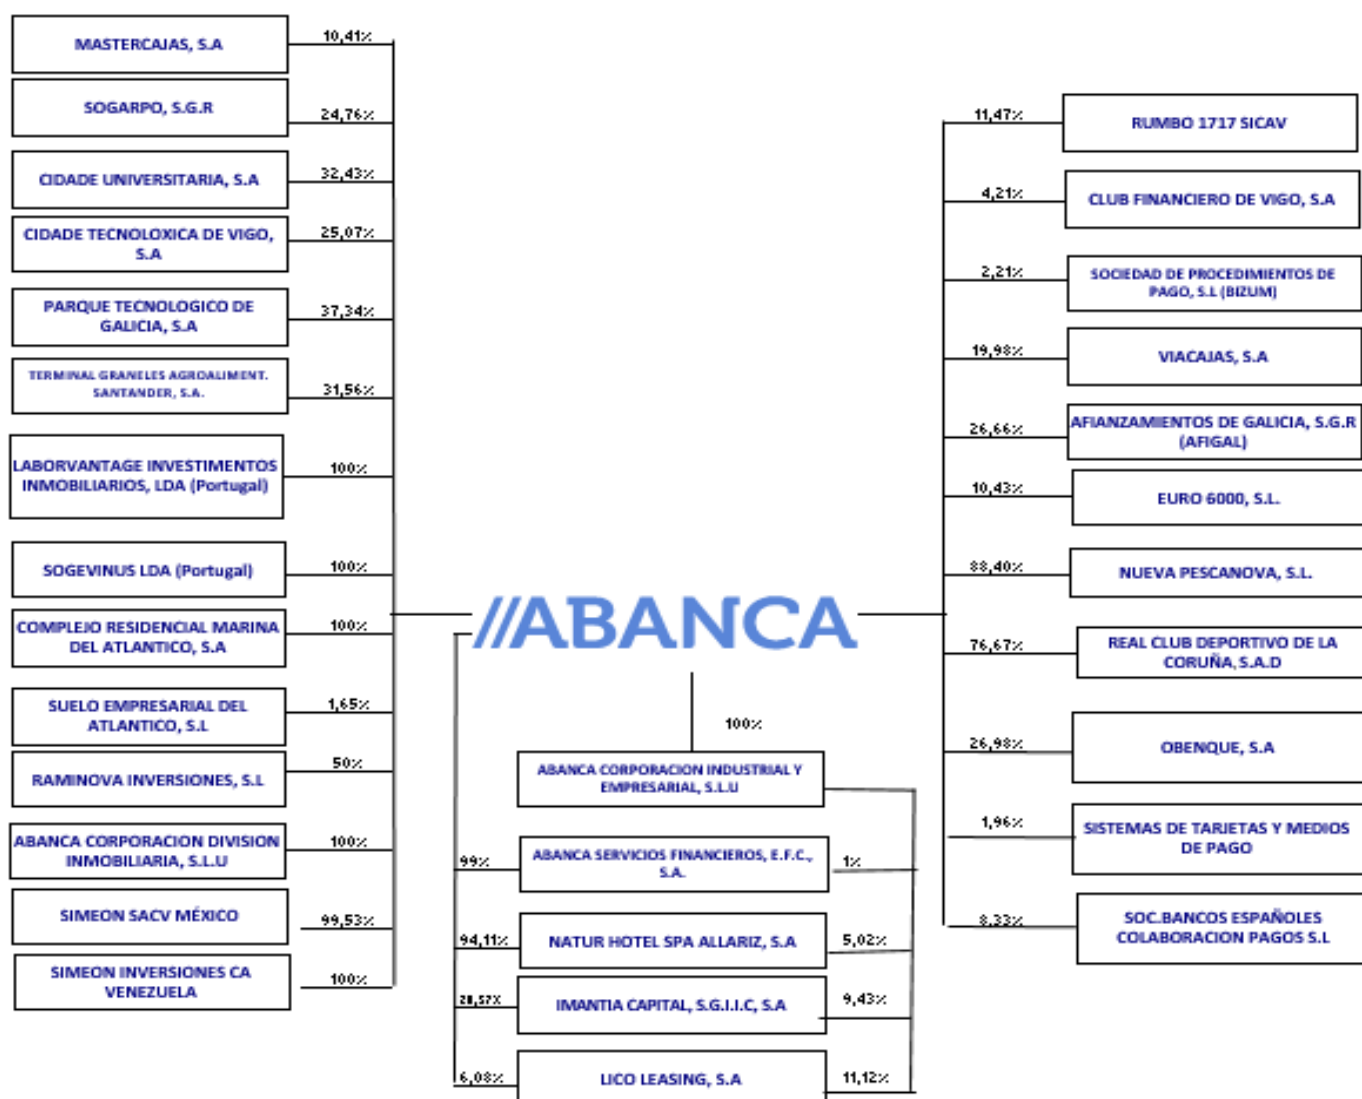 MASTERCAJAS, S.A
10,41%
SOGARPO, S.G.R
24,76%
CIDADE UNIVERSITARIA, S.A
32,43%
CIDADE TECNOLOXICA DE VIGO,
S.A
25,07%
PARQUE TECNOLOGICO DE
GALICIA, S.A
37,34%
TERMINAL GRANELES AGROALIMENT.
SANTANDER, S.A.
31,56%
LABORVANTAGE INVESTIMENTOS
INMOBILIARIOS, LDA (Portugal)
100%
SOGEVINUS LDA (Portugal)
100%
COMPLEJO RESIDENCIAL MARINA
DEL ATLANTICO, S.A
100%
SUELO EMPRESARIAL DEL
ATLANTICO, S.L
1,65%
RAMINOVA INVERSIONES, S.L
50%
ABANCA CORPORACION DIVISION
INMOBILIARIA, S.L.U
100%
SIMEON SACV MÉXICO
99,53%
SIMEON INVERSIONES CA
VENEZUELA
100%
//ABANCA
100%
ABANCA CORPORACION INDUSTRIAL Y
EMPRESARIAL, S.L.U
99%
ABANCA SERVICIOS FINANCIEROS, E.F.C.,
S.A.
1%
94,11%
NATUR HOTEL SPA ALLARIZ, S.A
5,02%
20,57%
IMANTIA CAPITAL, S.G.I.I.C, S.A
9,43%
6,08%
LICO LEASING, S.A
11,12%
11,47%
RUMBO 1717 SICAV
4,21%
CLUB FINANCIERO DE VIGO, S.A
2,21%
SOCIEDAD DE PROCEDIMIENTOS DE
PAGO, S.L (BIZUM)
19,98%
VIACAJAS, S.A
26,66%
AFIANZAMIENTOS DE GALICIA, S.G.R
(AFIGAL)
10,43%
EURO 6000, S.L.
88,40%
NUEVA PESCANOVA, S.L.
76,67%
REAL CLUB DEPORTIVO DE LA
CORUÑA, S.A.D
26,98%
OBENQUE, S.A
1,96%
SISTEMAS DE TARJETAS Y MEDIOS
DE PAGO
8,33%
SOC.BANCOS ESPAÑOLES
COLABORACION PAGOS S.L